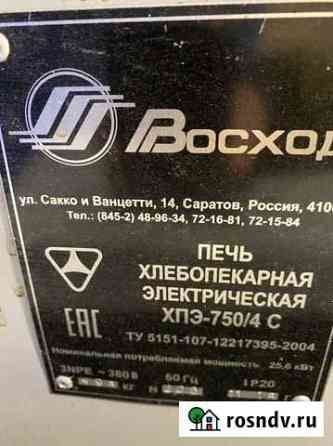 Восход
ул. Сакко и Ванцетти, 14, Саратов, Россия, 410
Тел.: (845-2) 48-96-34, 72-16-81, 72-15-84
ПЕЧЬ
ХЛЕБОПЕКАРНАЯ
ЭЛЕКТРИЧЕСКАЯ
ХПЭ-750/4 С
EAC
ТУ 5151-107-12217395-2004
Номинальная потребляемая мощность 25,6 кВт
3NPE ~ 380 В 50 Гц IP20
кг N
rosndv.ru